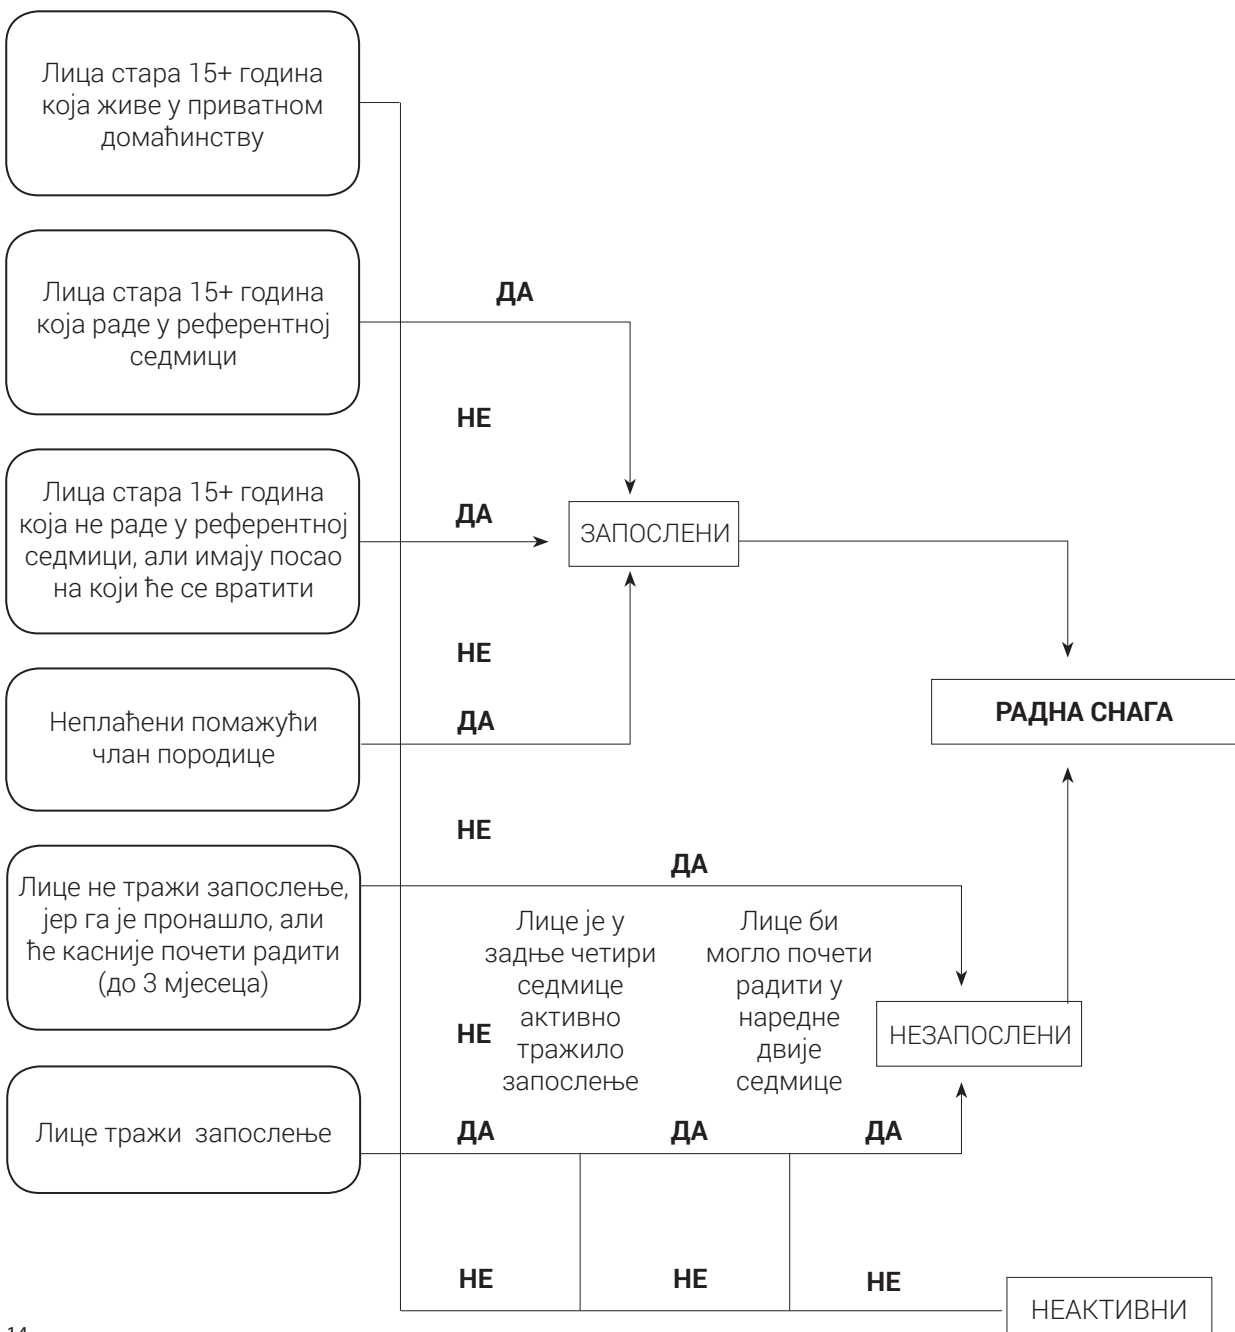 Лица стара 15+ година
која живе у приватном
домаћинству
Лица стара 15+ година
која раде у референтној
седмици
ДА
НЕ
Лица стара 15+ година
која не раде у референтној
седмици, али имају посао
на који ће се вратити
ДА
ЗАПОСЛЕНИ
НЕ
Неплаћени помажући
члан породице
ДА
РАДНА СНАГА
НЕ
ДА
Лице не тражи запослење,
јер га је пронашло, али
ће касније почети радити
(до 3 мјесеца)
Лице је у
задње четири
седмице
активно
тражило
запослење
Лице би
могло почети
радити у
наредне
двије
седмице
НЕ
НЕЗАПОСЛЕНИ
Лице тражи запослење
ДА
ДА
ДА
НЕ
НЕ
НЕ
НЕАКТИВНИ
14